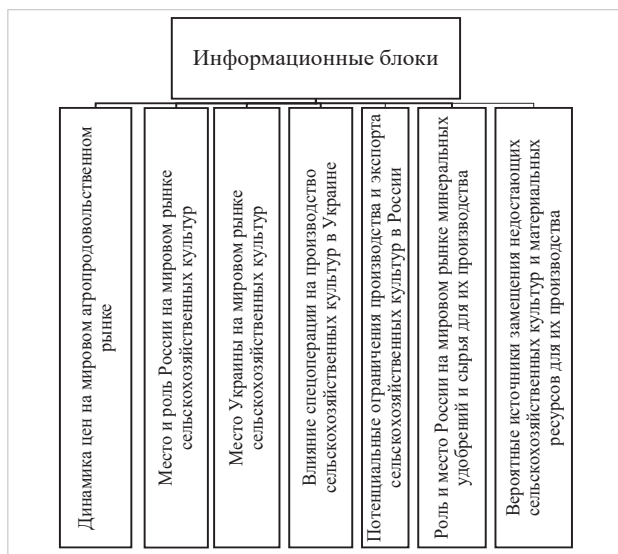 Информационные блоки
Динамика цен на мировом агропродовольственном
рынке
Место и роль России на мировом рынке
сельскохозяйственных культур
Место Украины на мировом рынке
сельскохозяйственных культур
Влияние спецоперации на производство
сельскохозяйственных культур в Украине
Потенциальные ограничения производства и экспорта
сельскохозяйственных культур в России
Роль и место России на мировом рынке минеральных
удобрений и сырья для их производства
Вероятные источники замещения недостающих
сельскохозяйственных культур и материальных
ресурсов для их производства